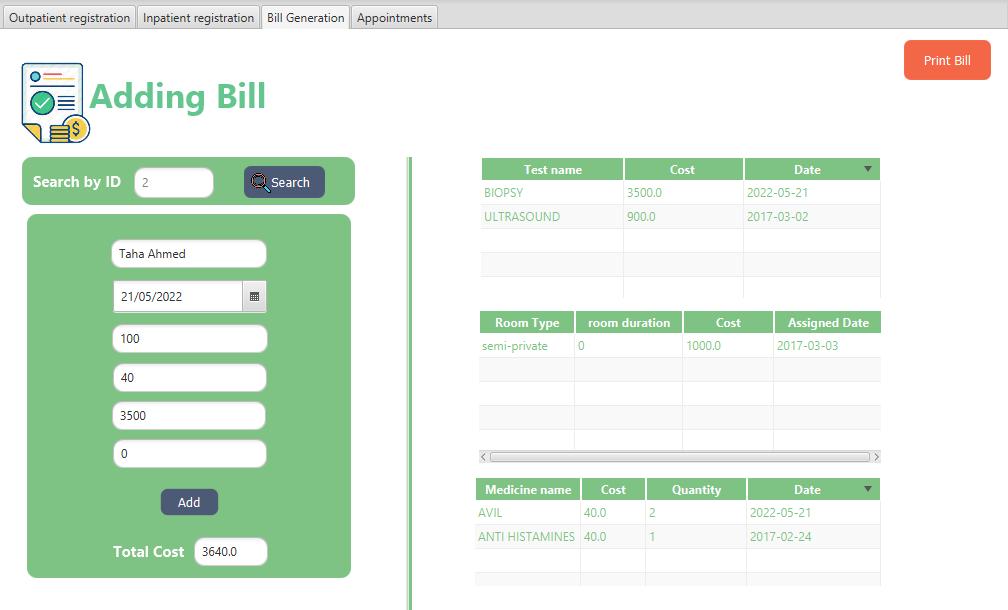 Outpatient registration Inpatient registration Bill Generation Appointments
Print Bill
$
Adding Bill
Search by ID 2 Search
Taha Ahmed
21/05/2022
100
40
3500
0
Add
Total Cost 3640.0
Test name Cost Date
BIOPSY 3500.0 2022-05-21
ULTRASOUND 900.0 2017-03-02
Room Type room duration Cost Assigned Date
semi-private 0 1000.0 2017-03-03
Medicine name Cost Quantity Date
AVIL 40.0 2 2022-05-21
ANTI HISTAMINES 40.0 1 2017-02-24